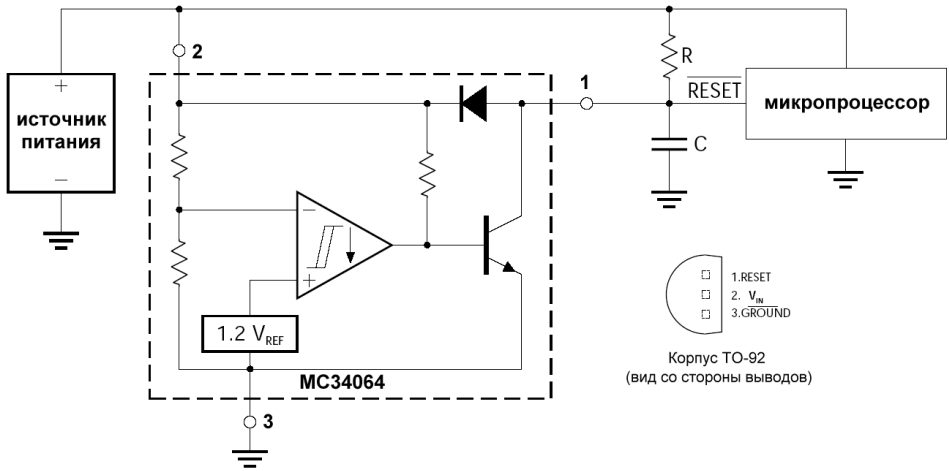 2
1
R
RESET
+
источник
питания
−
микропроцессор
C
−
+
1.2 VREF
MC34064
3
1.RESET
2. VIN
3.GROUND
Корпус TO-92
(вид со стороны выводов)